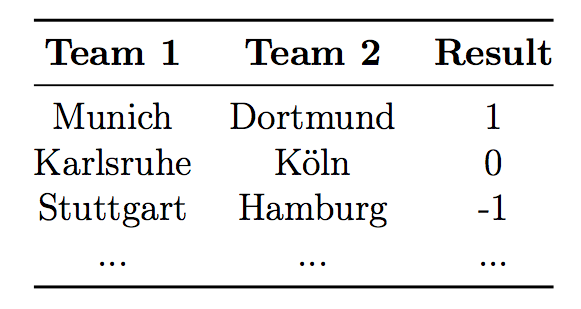 Team 1 Team 2 Result
Munich Dortmund 1
Karlsruhe Köln 0
Stuttgart Hamburg -1
... ... ...